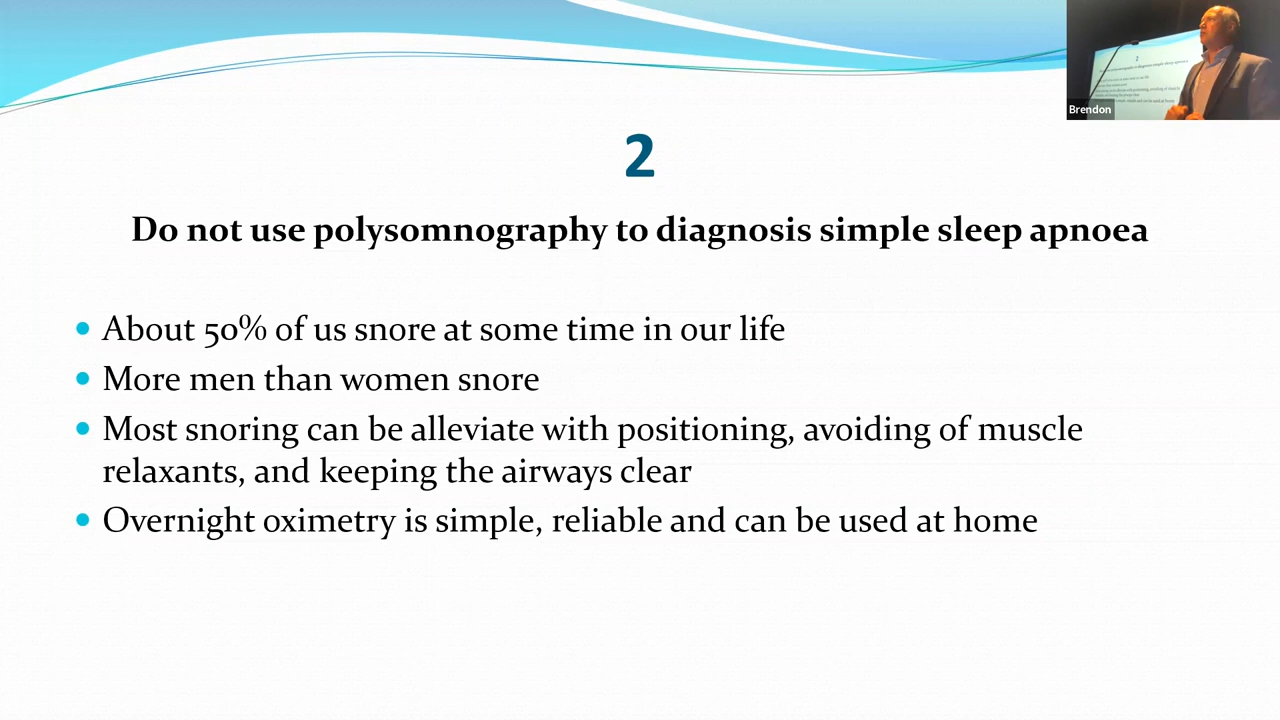 Brendon
2
Do not use polysomnography to diagnosis simple sleep apnoea
About 50% of us snore at some time in our life
More men than women snore
Most snoring can be alleviate with positioning, avoiding of muscle
relaxants, and keeping the airways clear
Overnight oximetry is simple, reliable and can be used at home